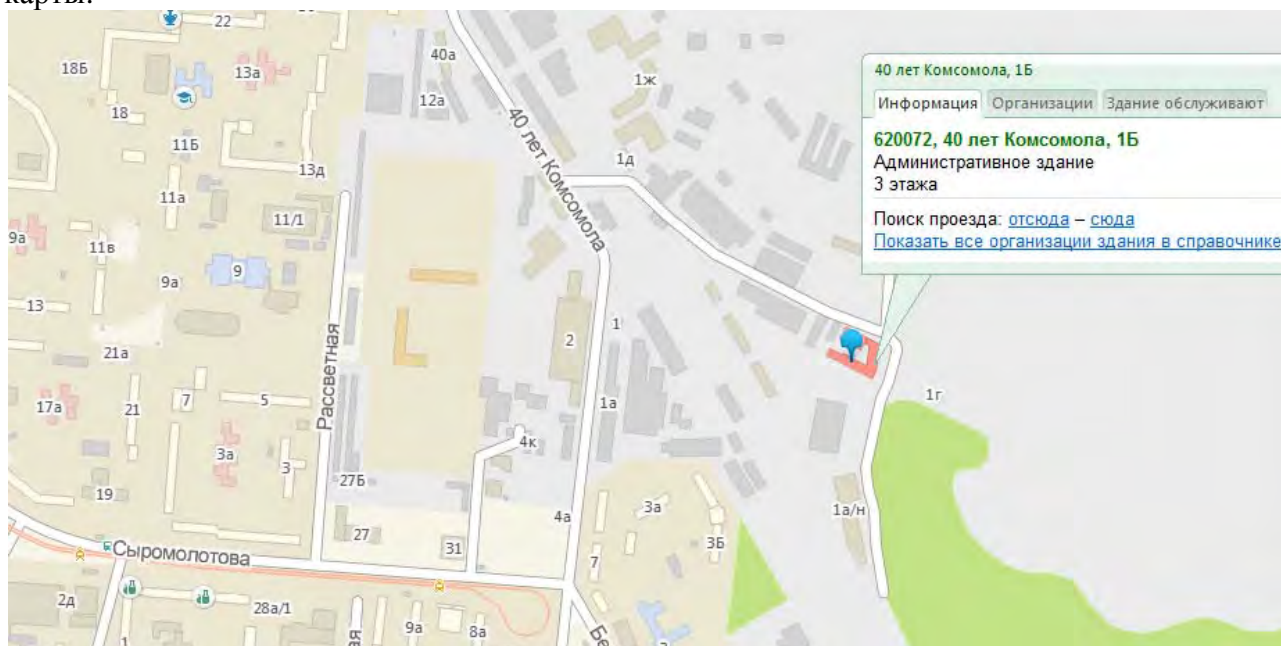 карты.
22
18Б
13а
40а
1ж
12а
18
11Б
13д
40 лет Комсомола
1д
11а
11/1
9а
11в
9
9а
13
Рассветная
21а
1
2
17а
21
7
5
1а
1г
3а
3
4к
19
27Б
4а
3а
1а/н
27
31
3Б
Сыромолотова
7
2д
28а/1
1
9а
8а
ая
Бе
40 лет Комсомола, 1Б
Информация Организации Здание обслуживают
620072, 40 лет Комсомола, 1Б
Административное здание
3 этажа
Поиск проезда: отсюда – сюда
Показать все организации здания в справочнике